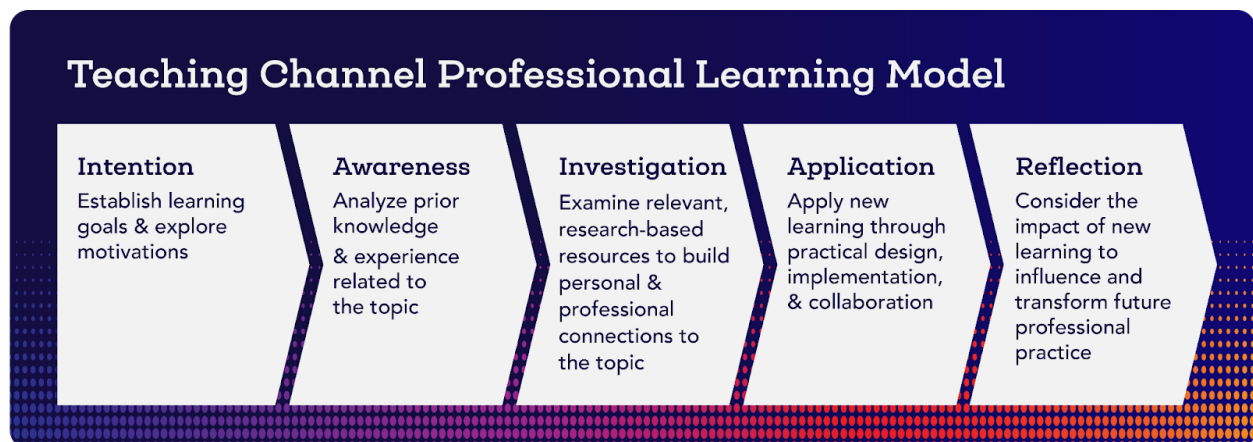 Teaching Channel Professional Learning Model
Intention
Establish learning
goals & explore
motivations
Awareness
Analyze prior
knowledge
& experience
related to
the topic
Investigation
Examine relevant,
research-based
resources to build
personal &
professional
connections to
the topic
Application
Apply new
learning through
practical design,
implementation,
& collaboration
Reflection
Consider the
impact of new
learning to
influence and
transform future
professional
practice